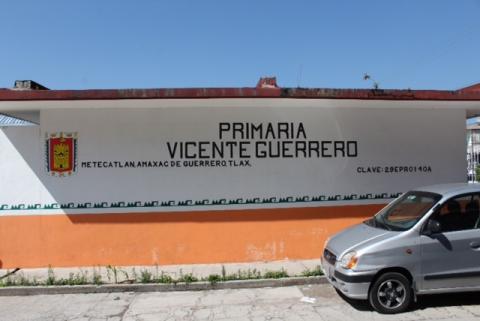 PRIMARIA
VICENTE GUERRERO
METECATLAN, AMAXAC DE GUERRERO, TLAX.
CLAVE: 29EPR0140A